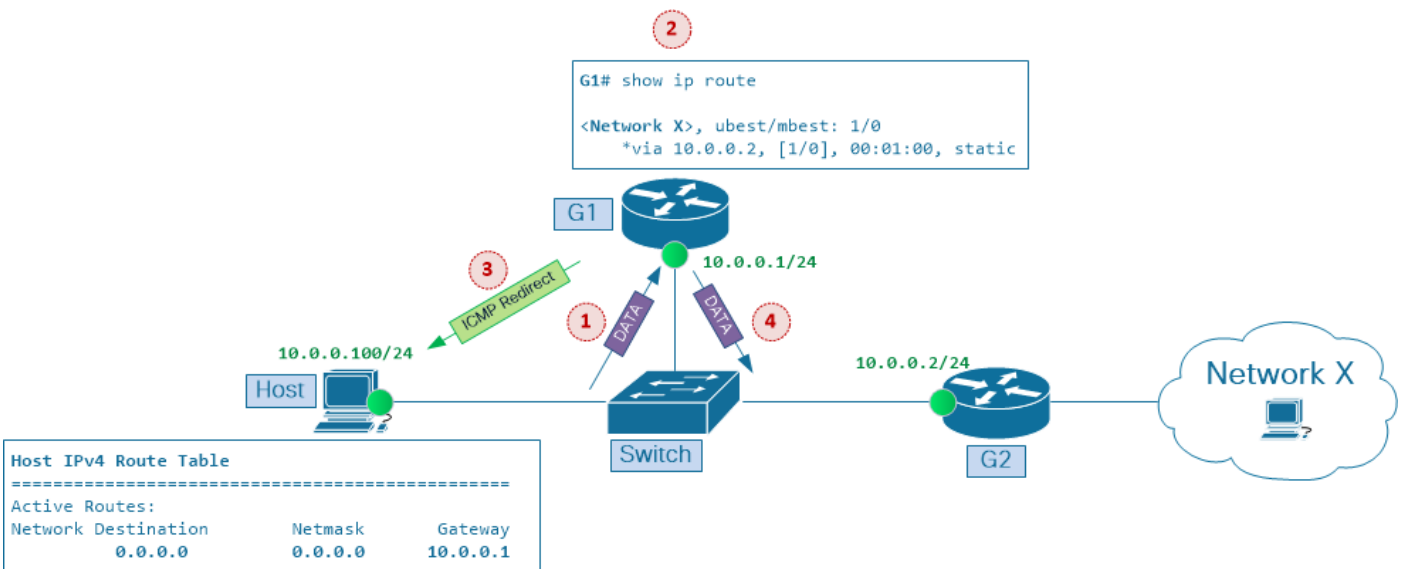 2
G1# show ip route
<Network X>, ubest/mbest: 1/0
*via 10.0.0.2, [1/0], 00:01:00, static
G1
10.0.0.1/24
3
ICMP Redirect
1
DATA
DATA
4
10.0.0.100/24
Host
?
10.0.0.2/24
Network X
?
Switch
G2
Host IPv4 Route Table
================================================
Active Routes:
Network Destination Netmask Gateway
0.0.0.0 0.0.0.0 10.0.0.1